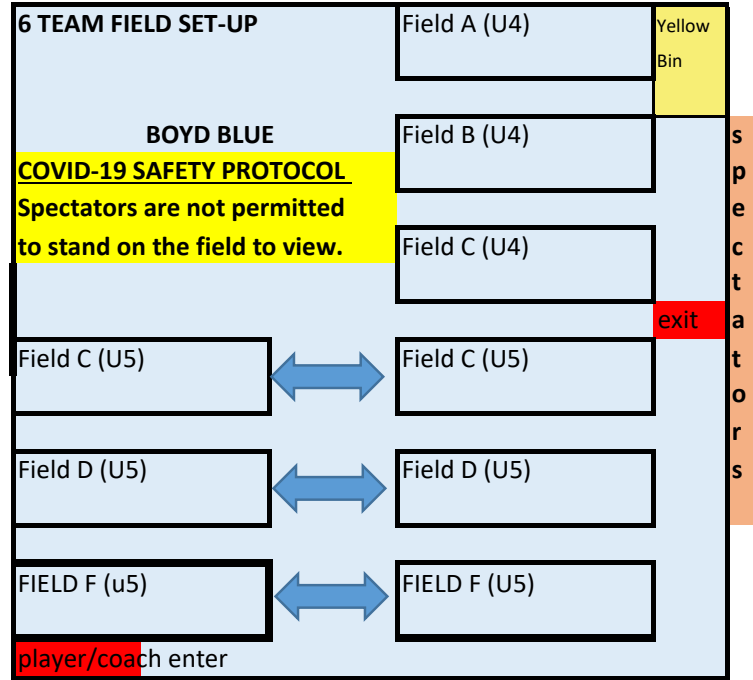 6 TEAM FIELD SET-UP
Field A (U4)
Yellow
Bin
BOYD BLUE
Field B (U4)
COVID-19 SAFETY PROTOCOL
Spectators are not permitted
to stand on the field to view.
Field C (U4)
exit
Field C (U5)
Field C (U5)
Field D (U5)
Field D (U5)
FIELD F (u5)
FIELD F (U5)
player/coach enter
spectators